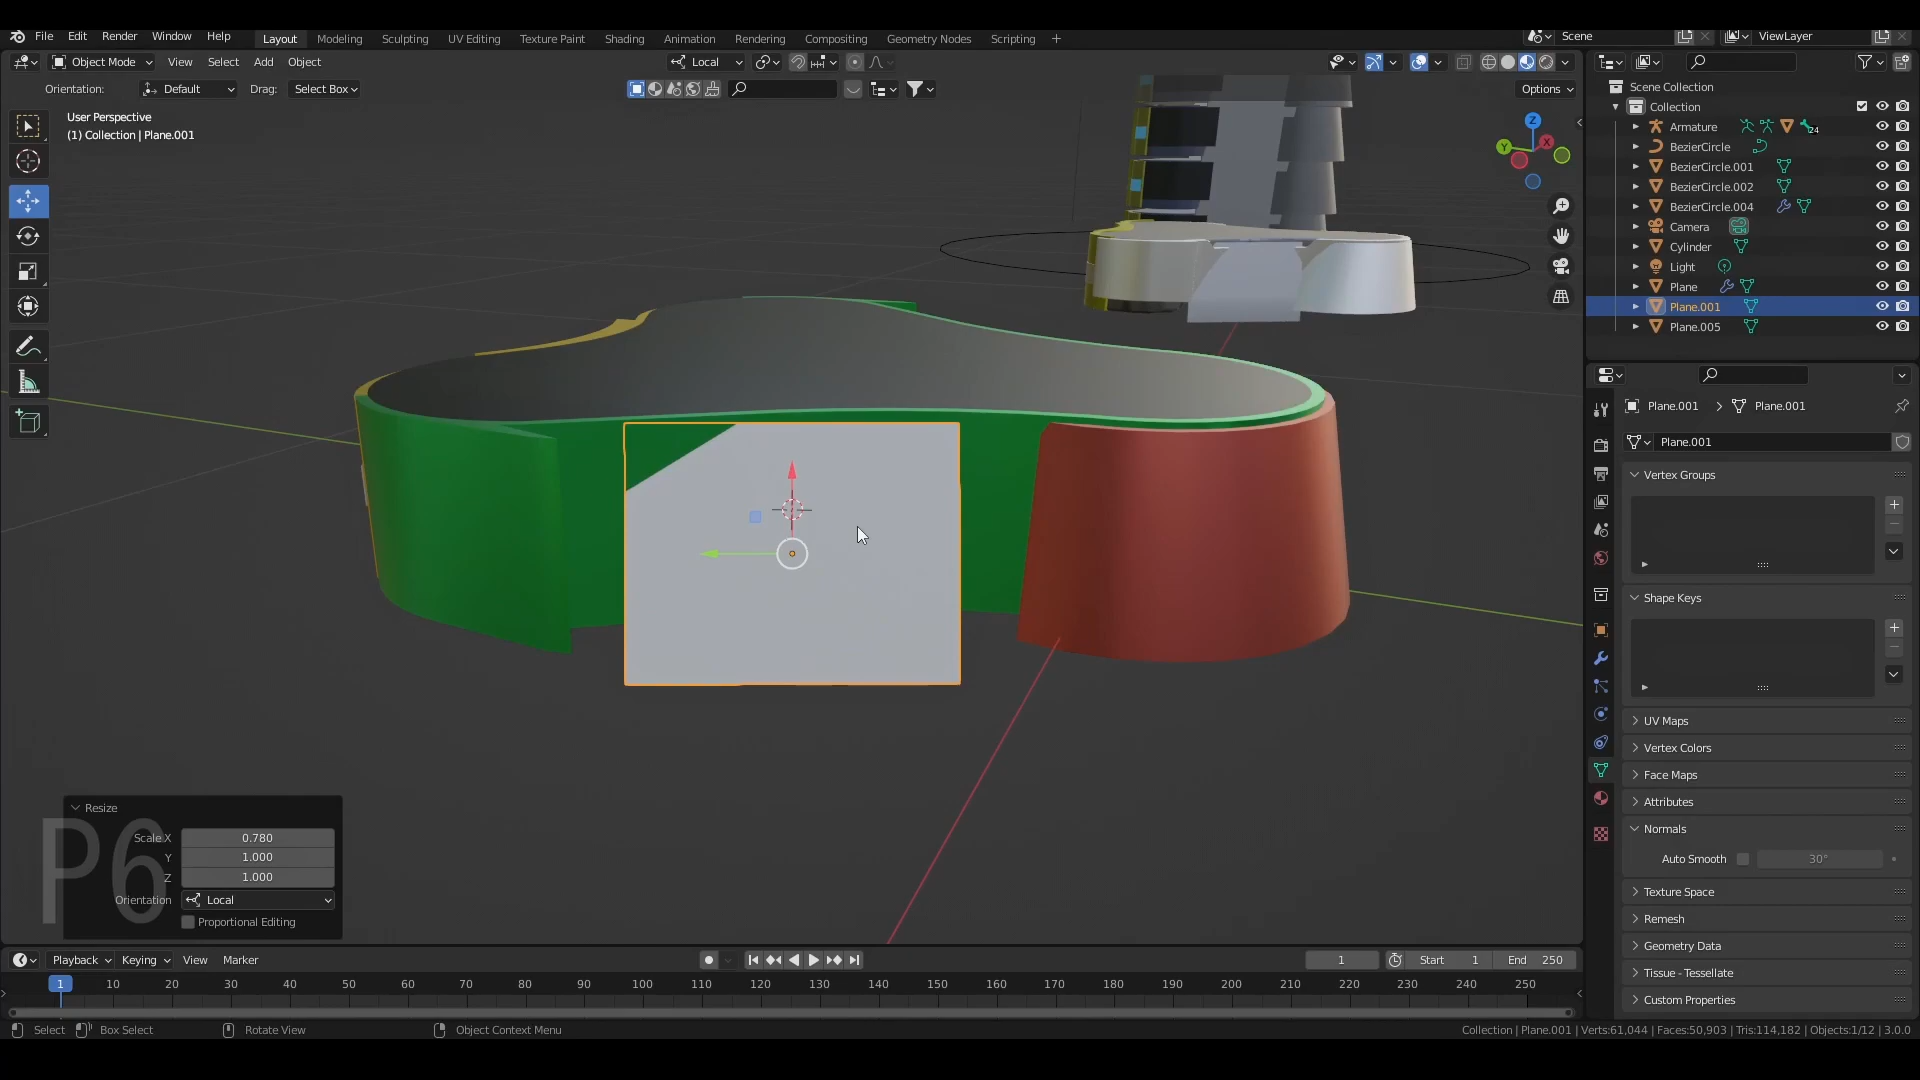 File Edit Render Window Help
Layout Modeling Sculpting UV Editing Texture Paint Shading Animation Rendering Compositing Geometry Nodes Scripting +
Scene ViewLayer
Object Mode View Select Add Object Local
Orientation: Default Drag: Select Box Options
User Perspective
(1) Collection | Plane.001
Z
X
Y
Scene Collection
Collection
Armature 24
BezierCircle
BezierCircle.001
BezierCircle.002
BezierCircle.004
Camera
Cylinder
Light
Plane
Plane.001
Plane.005
Plane.001 > Plane.001
Plane.001
Vertex Groups
Shape Keys
UV Maps
Vertex Colors
Face Maps
Attributes
Normals
Auto Smooth 30°
Texture Space
Remesh
Geometry Data
Tissue - Tessellate
Custom Properties
P6
Resize
Scale X 0.780
Y 1.000
Z 1.000
Orientation Local
Proportional Editing
Playback Keying View Marker 1 Start 1 End 250
1 10 20 30 40 50 60 70 80 90 100 110 120 130 140 150 160 170 180 190 200 210 220 230 240 250
Select Box Select Rotate View Object Context Menu
Collection | Plane.001 | Verts:61,044 | Faces:50,903 | Tris:114,182 | Objects:1/12 | 3.0.0